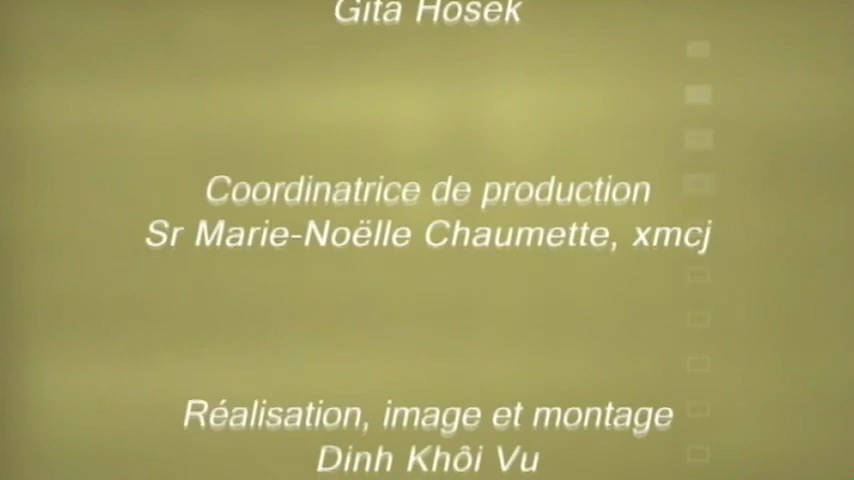 Gita Hosek
Coordinatrice de production
Sr Marie-Noëlle Chaumette, xmcj
Réalisation, image et montage
Dinh Khôi Vu